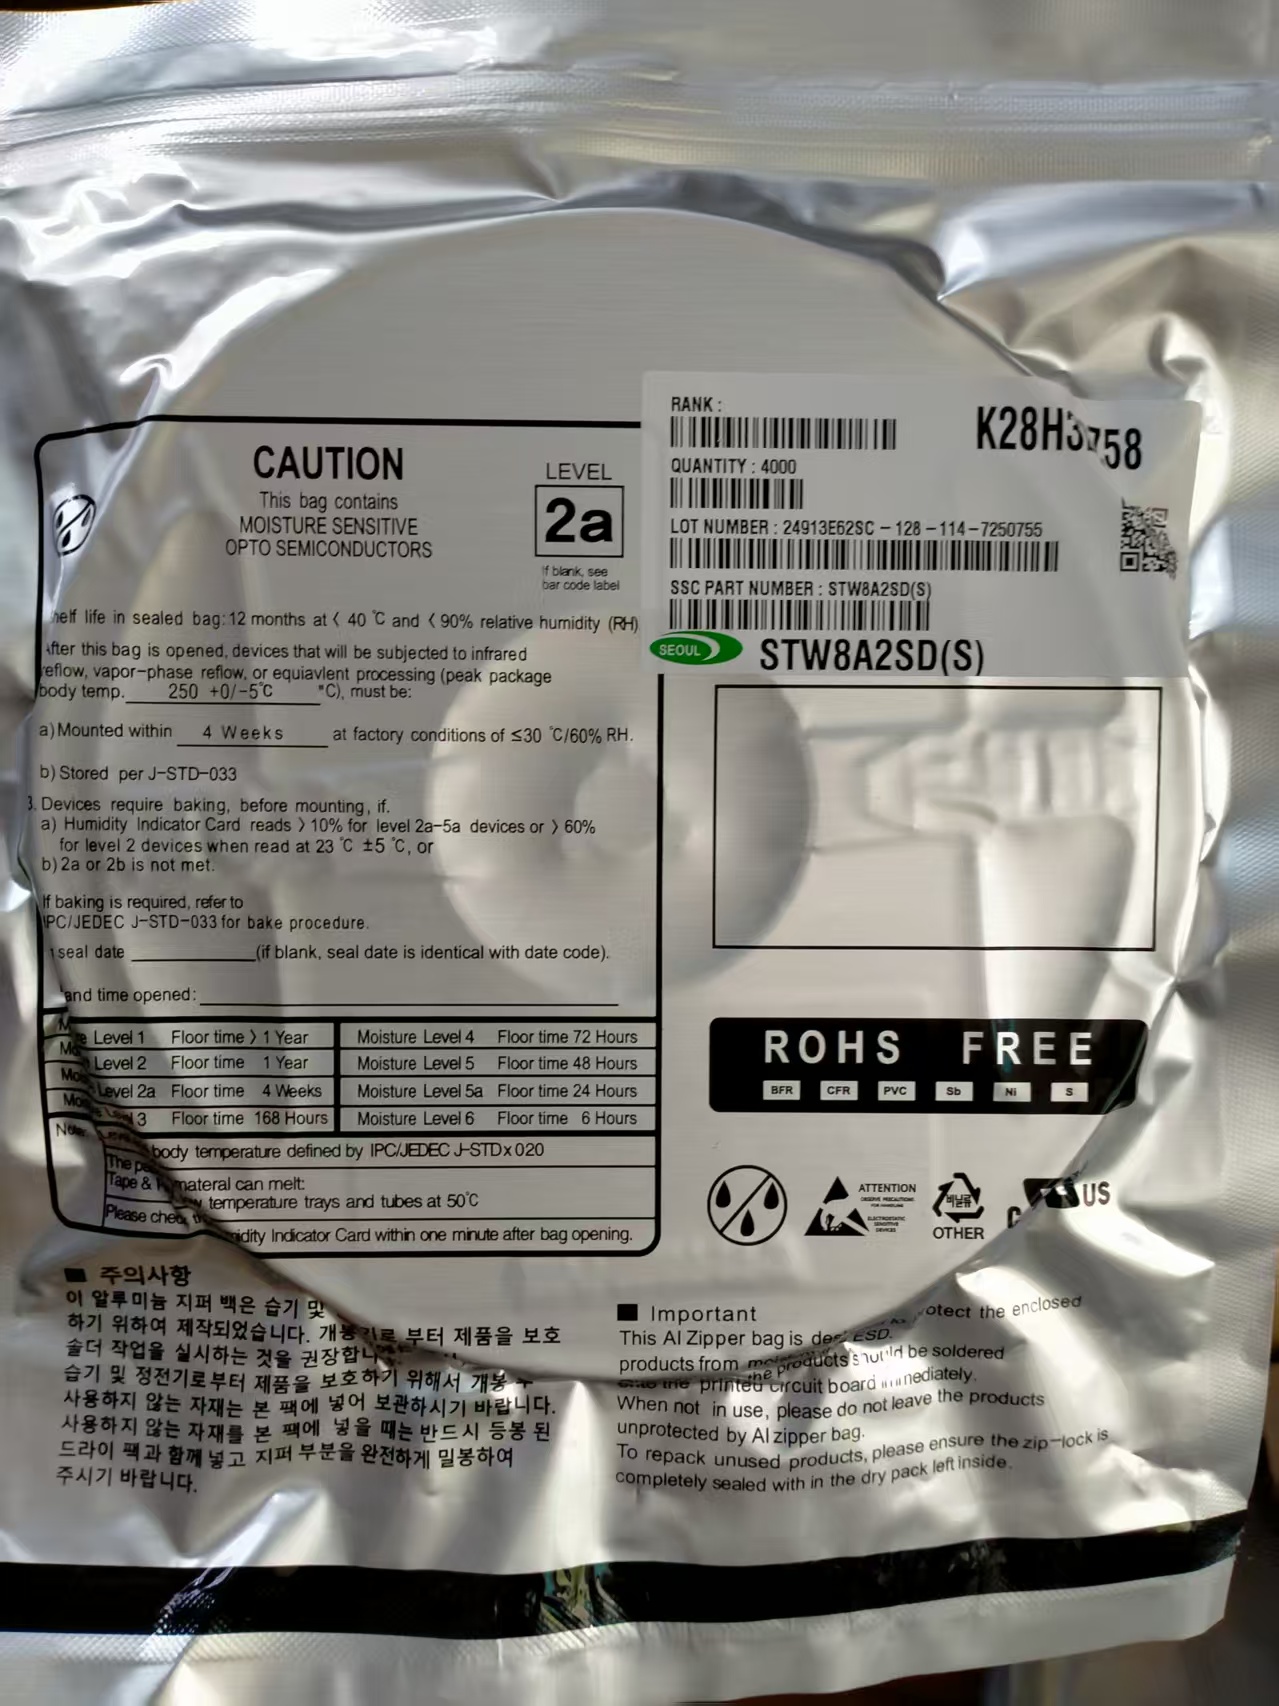 CAUTION
This bag contains
MOISTURE SENSITIVE
OPTO SEMICONDUCTORS
LEVEL
2a
If blank, see
bar code label
helf life in sealed bag: 12 months at < 40 ℃ and < 90% relative humidity (RH)
After this bag is opened, devices that will be subjected to infrared
reflow, vapor-phase reflow, or equiavlent processing (peak package
body temp. 250 +0/-5℃ °C), must be:
a) Mounted within 4 Weeks at factory conditions of ≤30 ℃/60% RH.
b) Stored per J-STD-033
3. Devices require baking, before mounting, if.
a) Humidity Indicator Card reads > 10% for level 2a-5a devices or > 60%
for level 2 devices when read at 23 ℃ ±5 ℃, or
b) 2a or 2b is not met.
If baking is required, refer to
IPC/JEDEC J-STD-033 for bake procedure.
seal date (if blank, seal date is identical with date code).
and time opened:
Level 1 Floor time > 1 Year
Moisture Level 4 Floor time 72 Hours
Level 2 Floor time 1 Year
Moisture Level 5 Floor time 48 Hours
Level 2a Floor time 4 Weeks
Moisture Level 5a Floor time 24 Hours
Level 3 Floor time 168 Hours
Moisture Level 6 Floor time 6 Hours
body temperature defined by IPC/JEDEC J-STDx020
Tape & materal can melt:
temperature trays and tubes at 50℃
Please check Indicator Card within one minute after bag opening.
RANK :
K28H3 58
QUANTITY : 4000
LOT NUMBER : 24913E62SC - 128 - 114 - 7250755
SSC PART NUMBER : STW8A2SD(S)
SEOUL
STW8A2SD(S)
ROHS FREE
BFR CFR PVC Sb Ni S
ATTENTION
OBSERVE PRECAUTIONS
FOR HANDLING
ELECTROSTATIC
SENSITIVE
DEVICES
비닐류
OTHER
US
■ 주의사항
이 알루미늄 지퍼 백은 습기 및
하기 위하여 제작되었습니다. 부터 제품을 보호
솔더 작업을 실시하는 것을
습기 및 정전기로부터 제품을 보호하기 위해서 개봉
사용하지 않는 자재는 본 팩에 넣어 보관하시기 바랍니다.
사용하지 않는 자재를 본 팩에 넣을 때는 반드시 등봉 된
드라이 팩과 함께 넣고 지퍼 부분을 완전하게 밀봉하여
주시기 바랍니다.
■ Important
This Al Zipper bag is the enclosed
products from ESD.
the products should be soldered
printed circuit board immediately.
When not in use, please do not leave the products
unprotected by Al zipper bag.
To repack unused products, please ensure the zip-lock is
completely sealed with in the dry pack left inside.